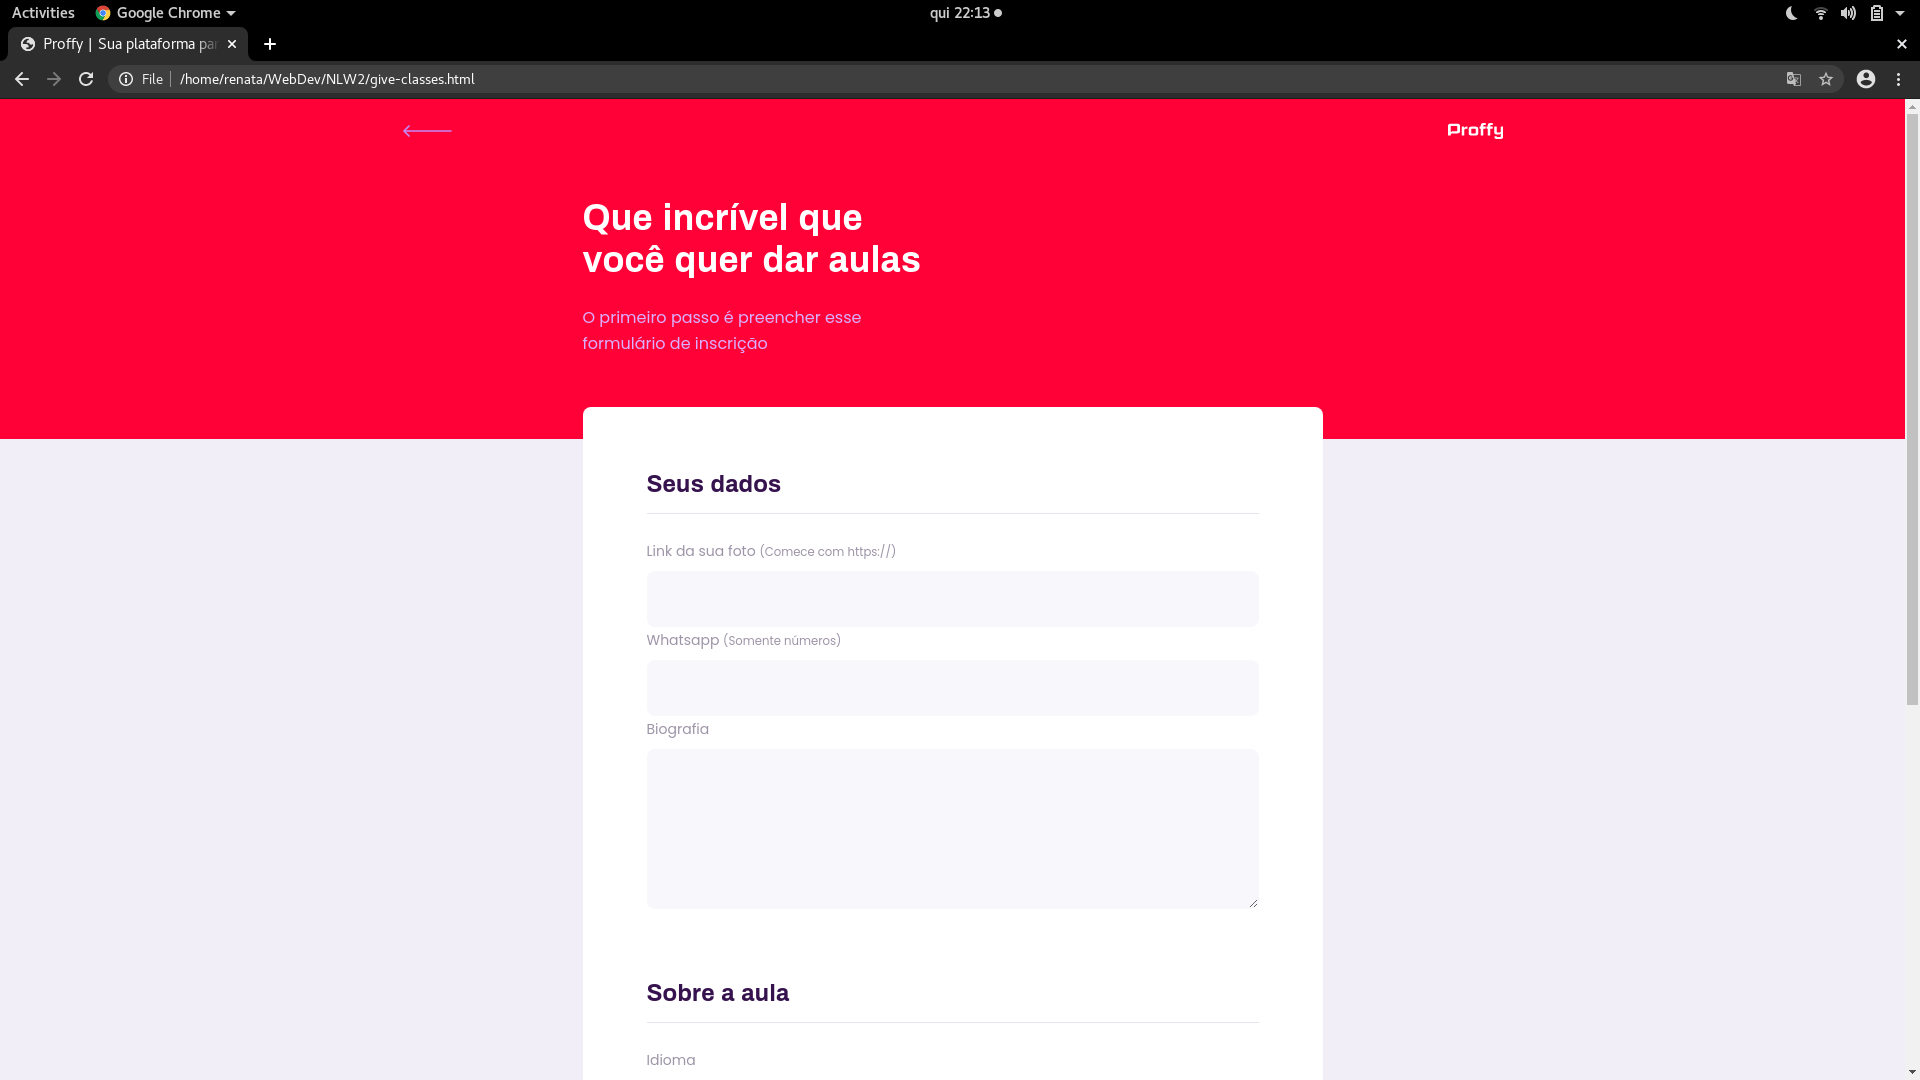 Activities
Google Chrome
qui 22:13
Proffy | Sua plataforma par
File
/home/renata/WebDev/NLW2/give-classes.html
Proffy
Que incrível que
você quer dar aulas
O primeiro passo é preencher esse
formulário de inscrição
Seus dados
Link da sua foto (Comece com https://)
Whatsapp (Somente números)
Biografia
Sobre a aula
Idioma